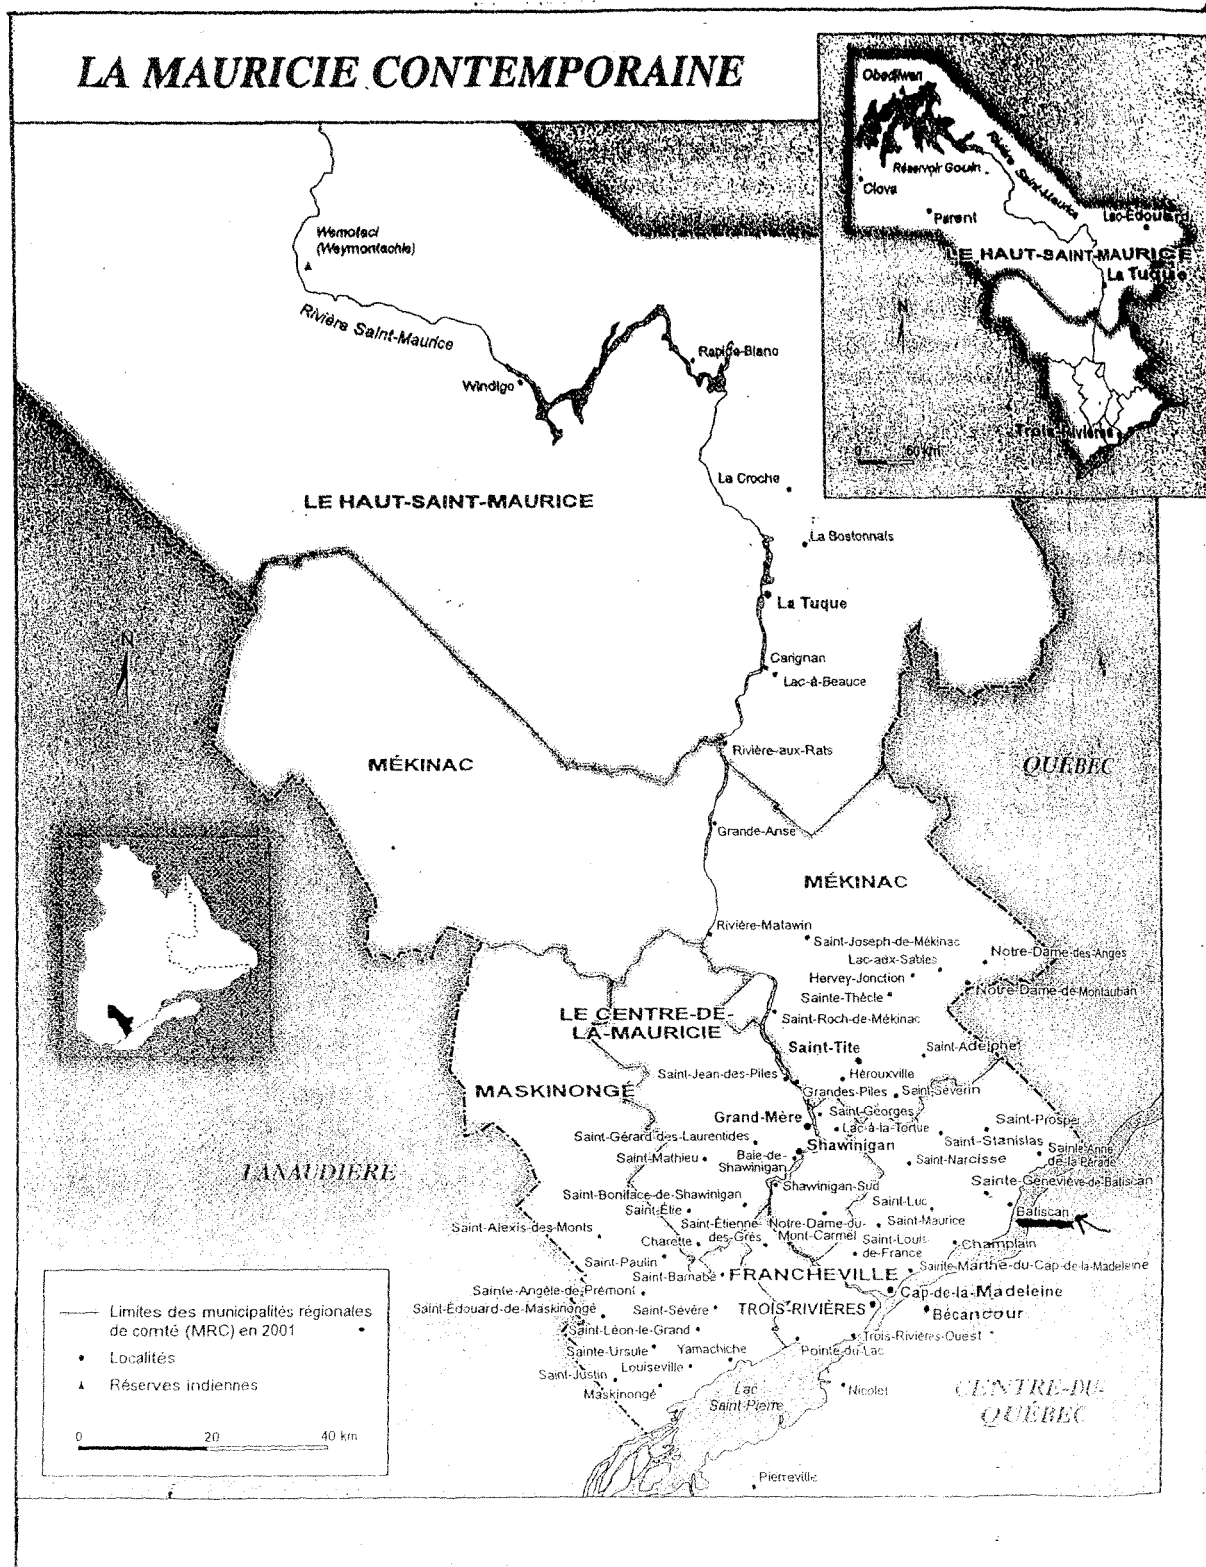 LA MAURICIE CONTEMPORAINE
Obedjiwan
Réservoir Gouin
Rivière Saint-Maurice
Clova
Parent
Lac-Édouard
LE HAUT-SAINT-MAURICE
La Tuque
N
Trois-Rivières
0 60 km
Wemotaci
(Weymontachie)
Rivière Saint-Maurice
Rapide-Blanc
Windigo
La Croche
LE HAUT-SAINT-MAURICE
La Bostonnais
La Tuque
N
Carignan
Lac-à-Beauce
Rivière-aux-Rats
MÉKINAC
QUÉBEC
Grande-Anse
MÉKINAC
Rivière-Matawin
Saint-Joseph-de-Mékinac
Notre-Dame-des-Anges
Lac-aux-Sables
Hervey-Jonction
Notre-Dame-de-Montauban
Sainte-Thècle
LE CENTRE-DE-
LA-MAURICIE
Saint-Roch-de-Mékinac
Saint-Tite
Saint-Adelphe
Saint-Jean-des-Piles
Hérouxville
MASKINONGÉ
Grandes-Piles
Saint-Séverin
Grand-Mère
Saint-Georges
Saint-Prosper
Lac-à-la-Tortue
Saint-Gérard-des-Laurentides
Shawinigan
Saint-Stanislas
Sainte-Anne
de-la-Pérade
Saint-Mathieu
Baie-de-
Shawinigan
Saint-Narcisse
LANAUDIÈRE
Sainte-Geneviève-de-Batiscan
Shawinigan-Sud
Saint-Boniface-de-Shawinigan
Saint-Luc
Saint-Élie
Batiscan
Saint-Alexis-des-Monts
Saint-Étienne-
des-Grès
Notre-Dame-du-
Mont-Carmel
Saint-Maurice
Charette
Saint-Louis-
de-France
Champlain
Saint-Paulin
Saint-Barnabé
FRANCHEVILLE
Sainte-Marthe-du-Cap-de-la-Madeleine
Sainte-Angèle-de-Prémont
Cap-de-la-Madeleine
Saint-Édouard-de-Maskinongé
Saint-Sévère
TROIS-RIVIÈRES
Bécancour
Saint-Léon-le-Grand
Trois-Rivières-Ouest
Sainte-Ursule
Yamachiche
Pointe-du-Lac
Louiseville
Saint-Justin
Maskinongé
Lac
Saint-Pierre
Nicolet
CENTRE-DU-
QUÉBEC
Pierreville
Limites des municipalités régionales
de comté (MRC) en 2001
Localités
Réserves indiennes
0 20 40 km